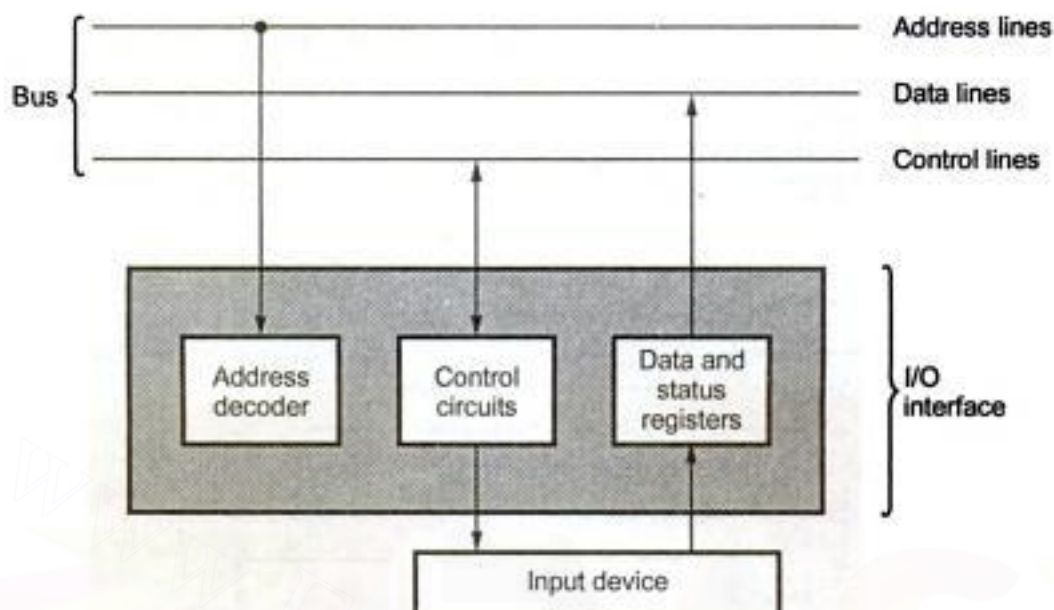 Address lines
Bus
Data lines
Control lines
Address
decoder
Control
circuits
Data and
status
registers
I/O
interface
Input device